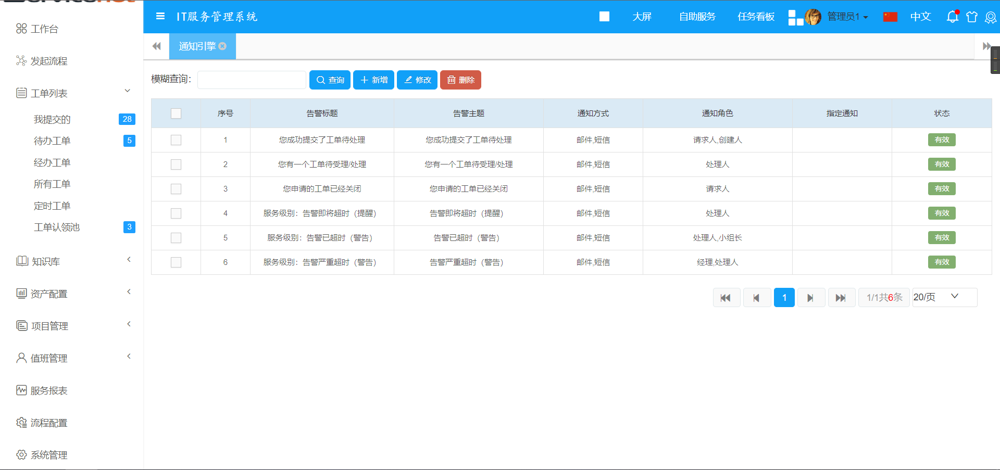 IT服务管理系统
大屏
自助服务
任务看板
管理员1
中文
工作台
发起流程
工单列表
我提交的 28
待办工单 5
经办工单
所有工单
定时工单
工单认领池 3
知识库
资产配置
项目管理
值班管理
服务报表
流程配置
系统管理
通知引擎
模糊查询：
查询
新增
修改
删除
序号 告警标题 告警主题 通知方式 通知角色 指定通知 状态
1 您成功提交了工单待处理 您成功提交了工单待处理 邮件,短信 请求人,创建人 有效
2 您有一个工单待受理/处理 您有一个工单待受理/处理 邮件,短信 处理人 有效
3 您申请的工单已经关闭 您申请的工单已经关闭 邮件,短信 请求人 有效
4 服务级别：告警即将超时（提醒） 告警即将超时（提醒） 邮件,短信 处理人 有效
5 服务级别：告警已超时（警告） 告警已超时（警告） 邮件,短信 处理人,小组长 有效
6 服务级别：告警严重超时（警告） 告警严重超时（警告） 邮件,短信 经理,处理人 有效
1
1/1共6条
20/页